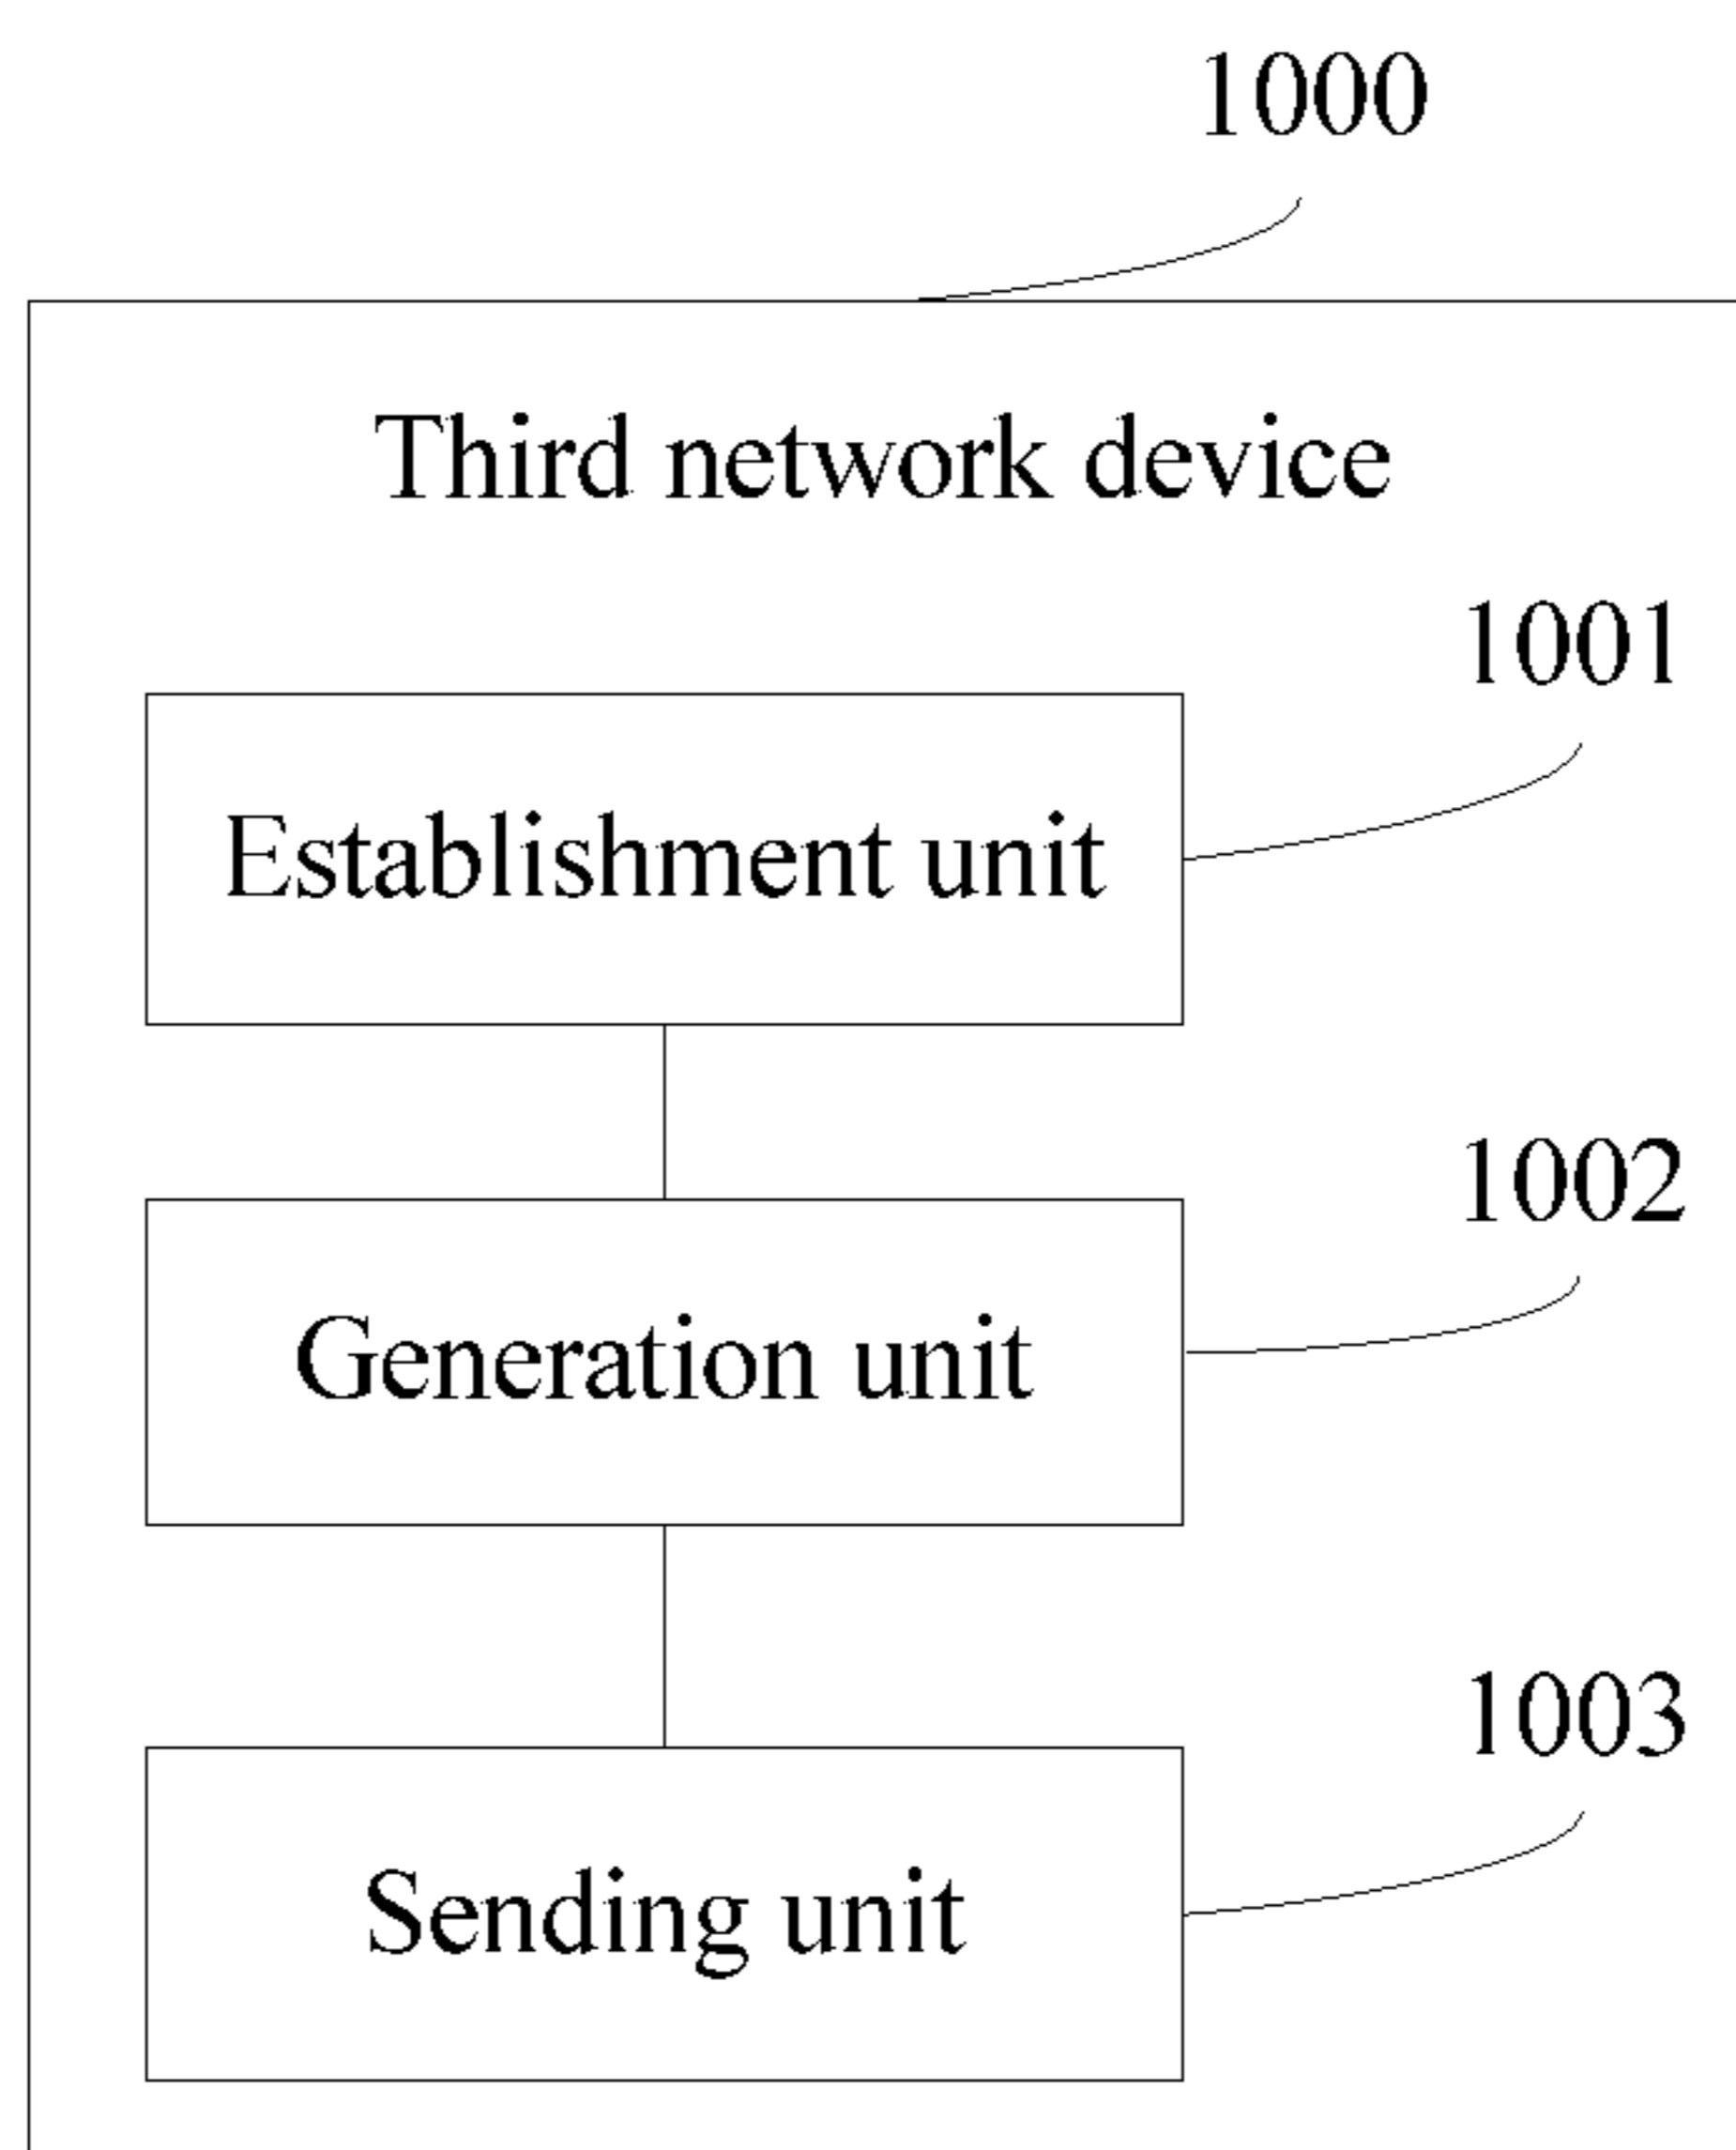 1000
Third network device
1001
Establishment unit
1002
Generation unit
1003
Sending unit